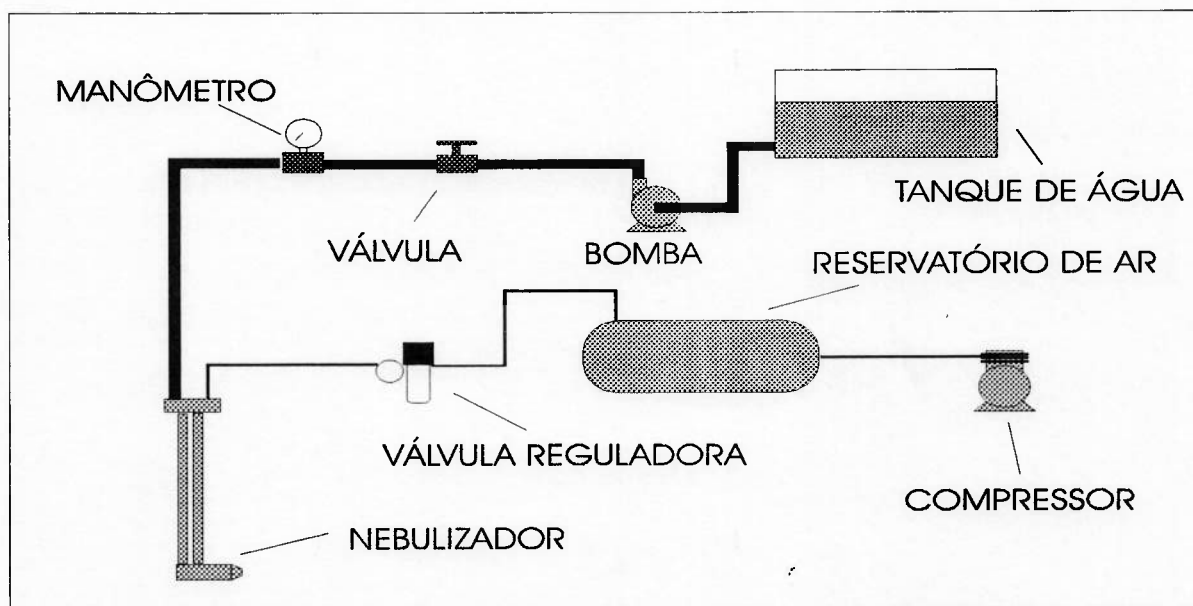 MANÔMETRO
TANQUE DE ÁGUA
VÁLVULA
BOMBA
RESERVATÓRIO DE AR
VÁLVULA REGULADORA
COMPRESSOR
NEBULIZADOR